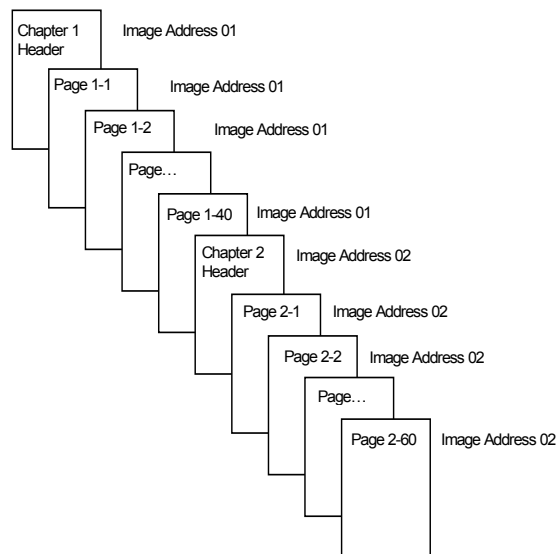 Chapter 1
Header
Image Address 01
Page 1-1
Image Address 01
Page 1-2
Image Address 01
Page…
Page 1-40
Image Address 01
Chapter 2
Header
Image Address 02
Page 2-1
Image Address 02
Page 2-2
Image Address 02
Page…
Page 2-60
Image Address 02